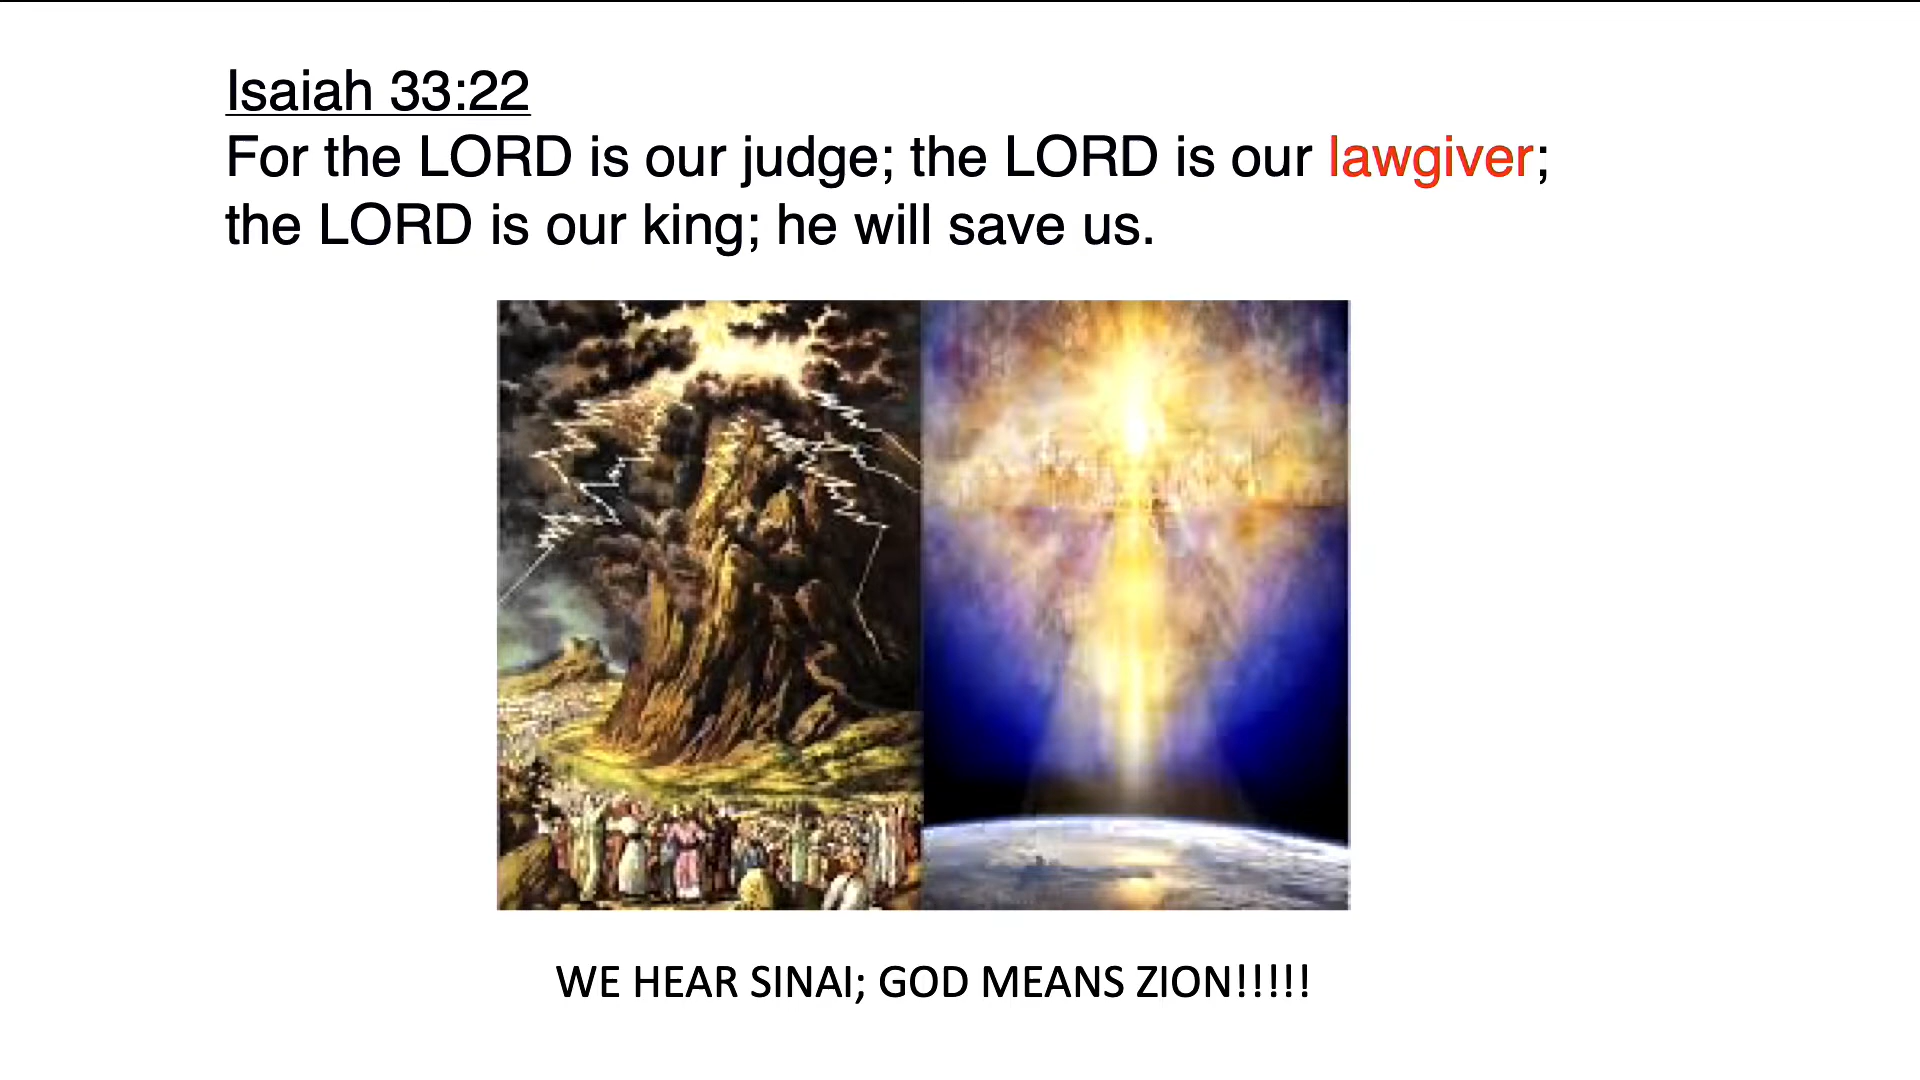 Isaiah 33:22
For the LORD is our judge; the LORD is our lawgiver;
the LORD is our king; he will save us.
WE HEAR SINAI; GOD MEANS ZION!!!!!